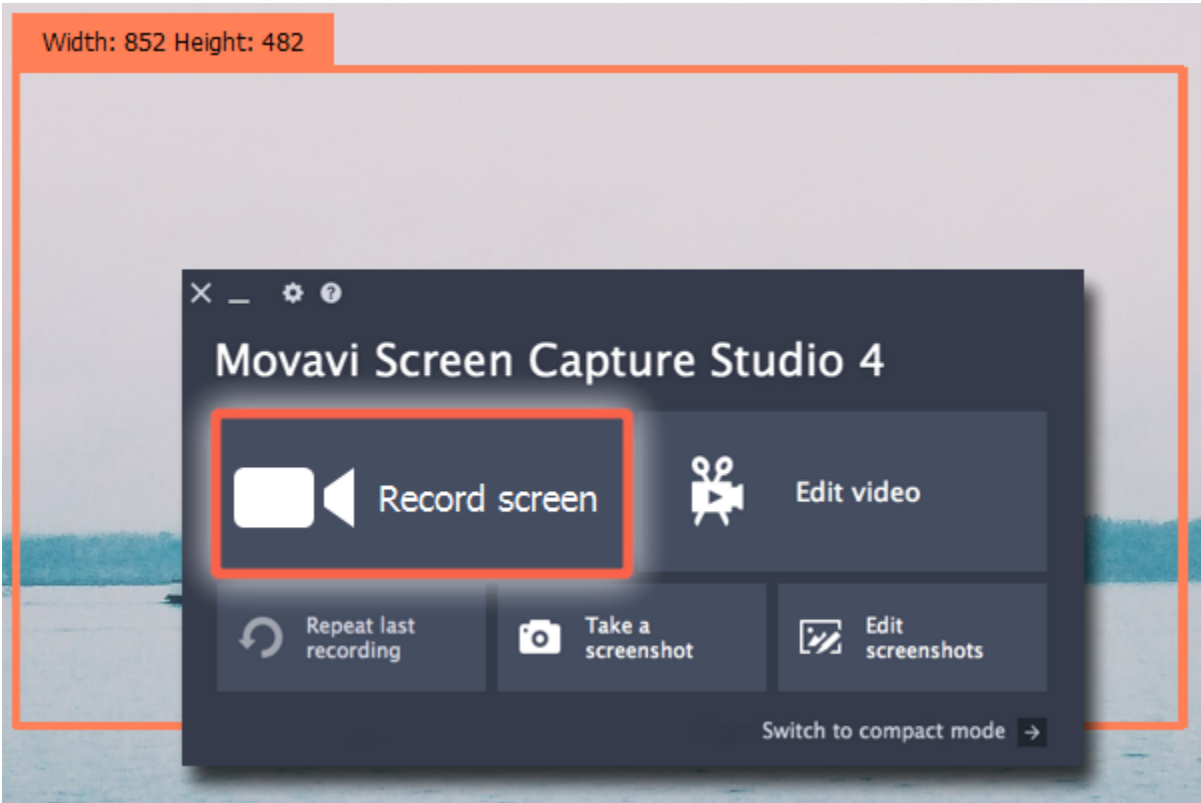 Width: 852 Height: 482
Movavi Screen Capture Studio 4
Record screen
Edit video
Repeat last
recording
Take a
screenshot
Edit
screenshots
Switch to compact mode